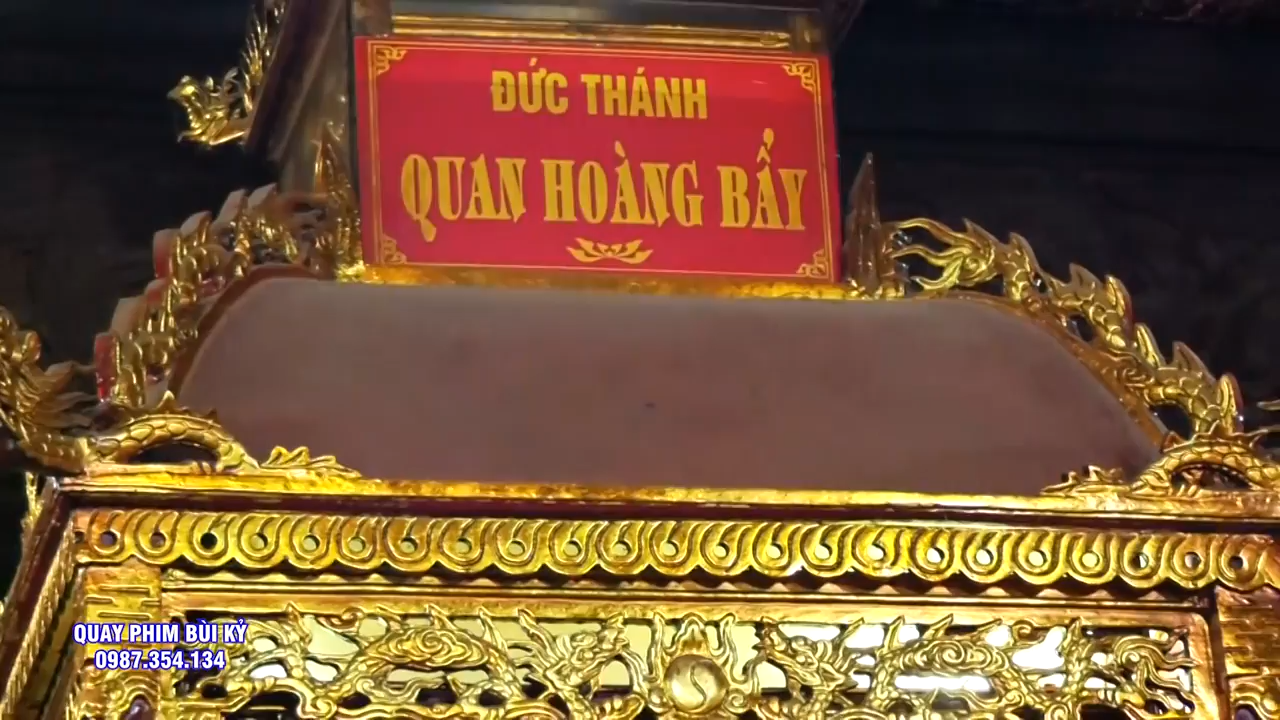 ĐỨC THÁNH
QUAN HOÀNG BẨY
QUAY PHIM BÙI KỶ
0987.354.134